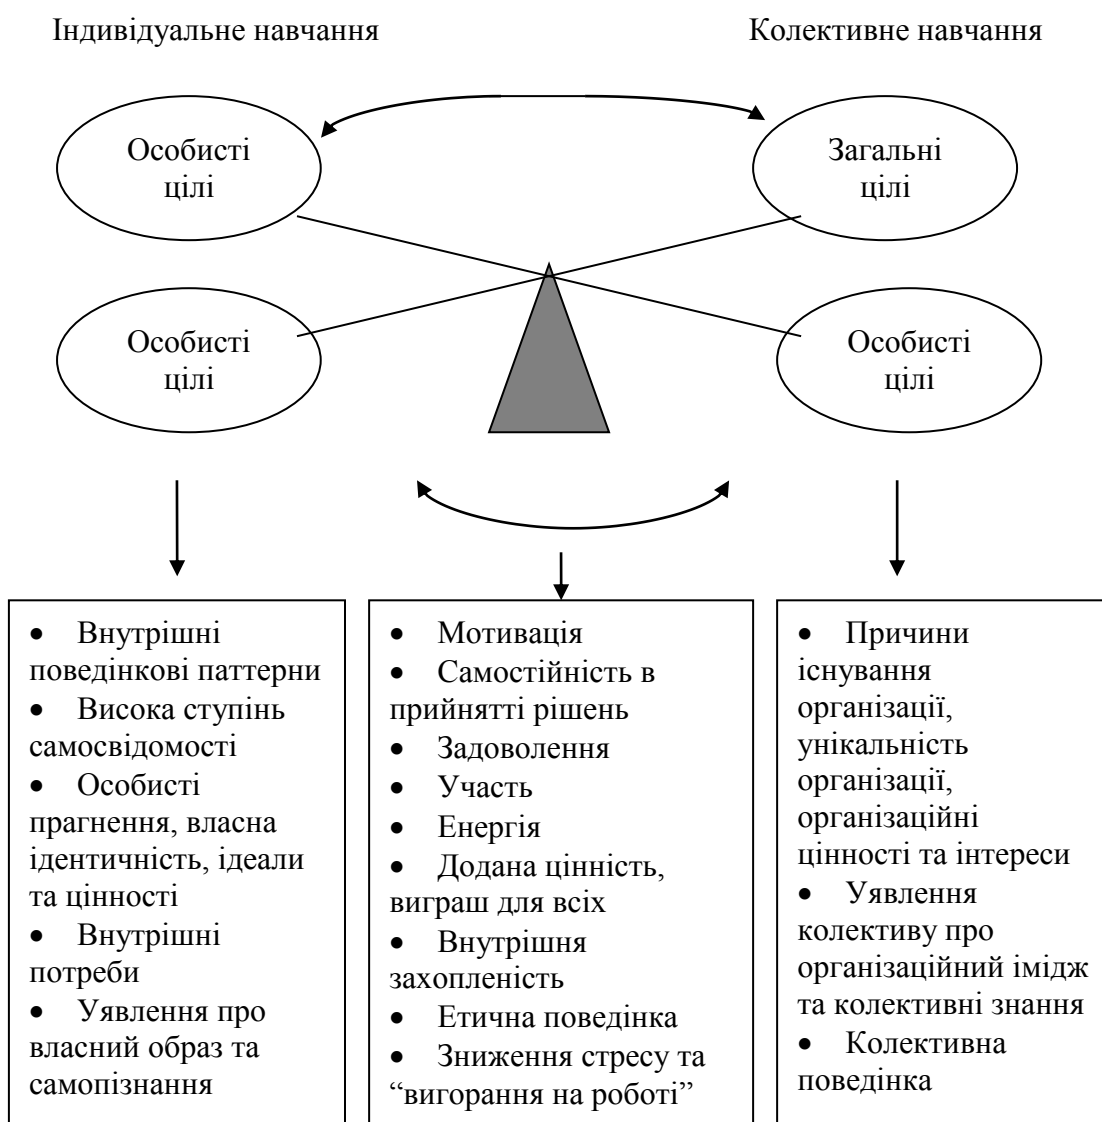 Індивідуальне навчання
Колективне навчання
Особисті
цілі
Загальні
цілі
Особисті
цілі
Особисті
цілі
• Внутрішні
поведінкові паттерни
• Висока ступінь
самосвідомості
• Особисті
прагнення, власна
ідентичність, ідеали
та цінності
• Внутрішні
потреби
• Уявлення про
власний образ та
самопізнання
• Мотивація
• Самостійність в
прийнятті рішень
• Задоволення
• Участь
• Енергія
• Додана цінність,
виграш для всіх
• Внутрішня
захопленість
• Етична поведінка
• Зниження стресу та
“вигорання на роботі”
• Причини
існування
організації,
унікальність
організації,
організаційні
цінності та інтереси
• Уявлення
колективу про
організаційний імідж
та колективні знання
• Колективна
поведінка